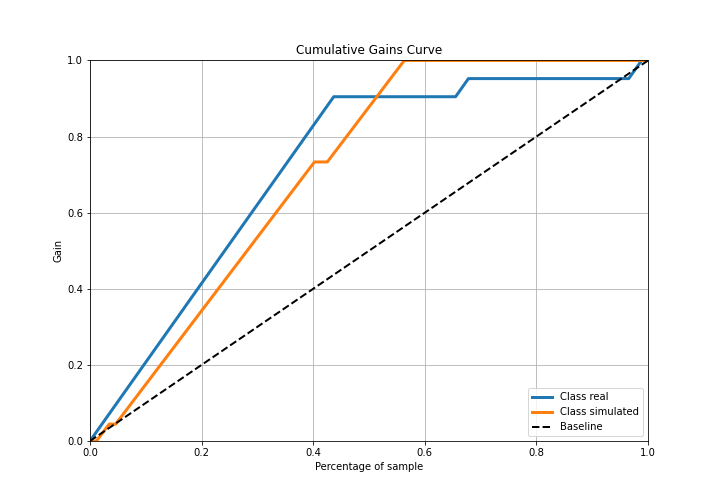 Cumulative Gains Curve
1.0
0.8
0.6
0.4
0.2
0.0
Gain
0.0 0.2 0.4 0.6 0.8 1.0
Percentage of sample
Class real
Class simulated
Baseline